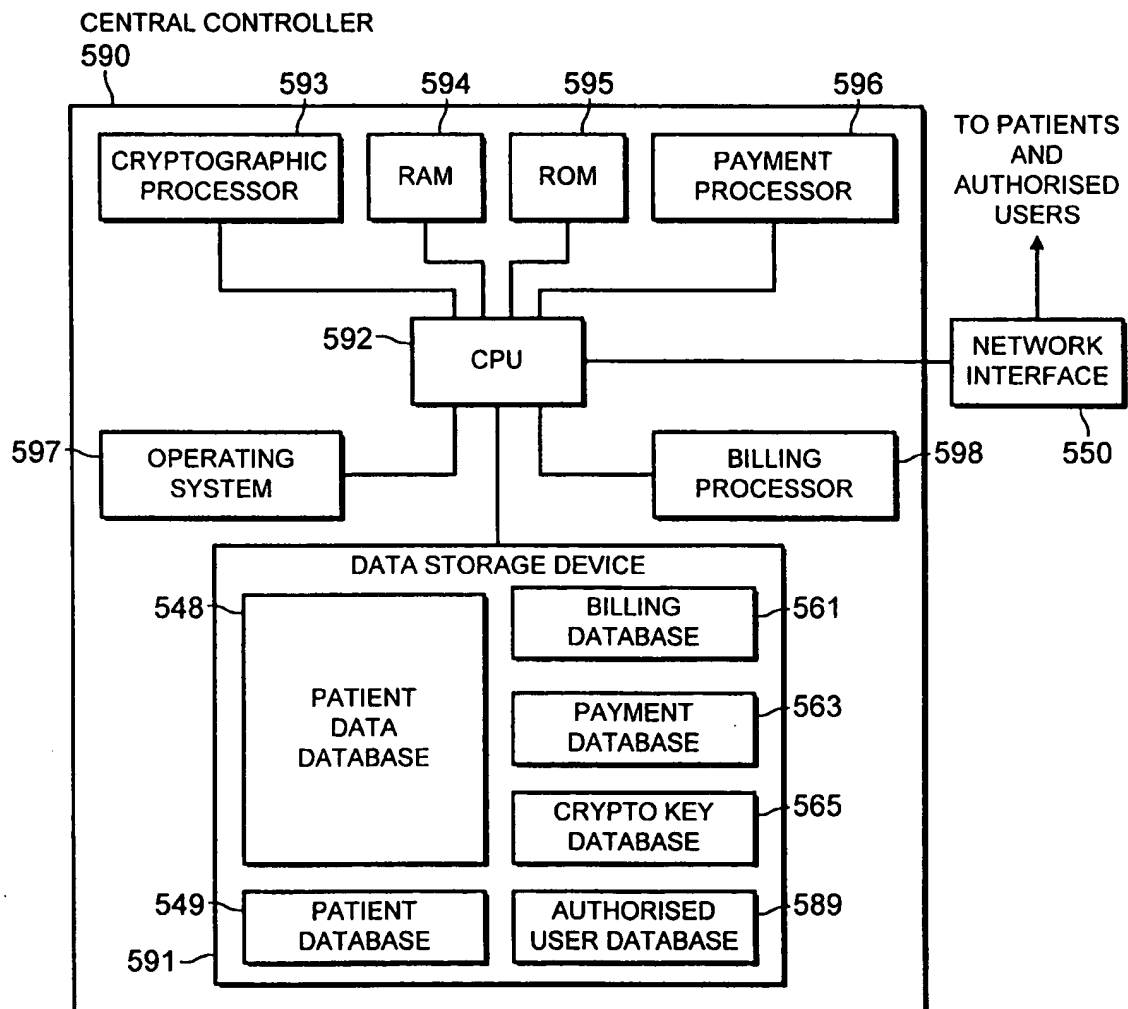 CENTRAL CONTROLLER
590
593
594
595
596
CRYPTOGRAPHIC
PROCESSOR
RAM
ROM
PAYMENT
PROCESSOR
TO PATIENTS
AND
AUTHORISED
USERS
592
CPU
NETWORK
INTERFACE
550
597
OPERATING
SYSTEM
BILLING
PROCESSOR
598
DATA STORAGE DEVICE
548
PATIENT
DATA
DATABASE
BILLING
DATABASE
561
PAYMENT
DATABASE
563
CRYPTO KEY
DATABASE
565
549
PATIENT
DATABASE
AUTHORISED
USER DATABASE
589
591